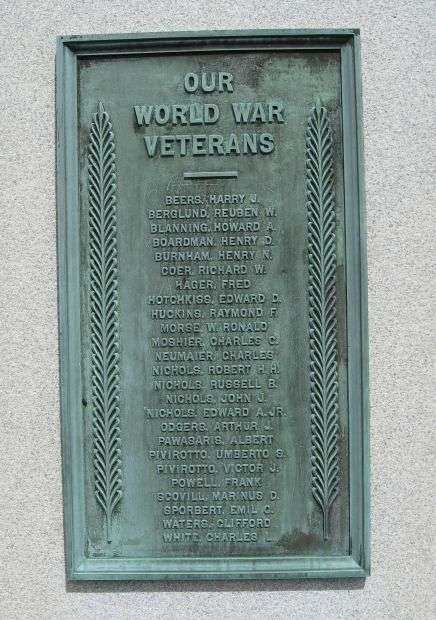 OUR
WORLD WAR
VETERANS
BEERS, HARRY J.
BERGLUND, REUBEN W.
BLANNING, HOWARD A.
BOARDMAN, HENRY D.
BURNHAM, HENRY N.
COER, RICHARD W.
HAGER, FRED
HOTCHKISS, EDWARD D.
HUCKINS, RAYMOND F.
MORSE W. RONALD
MOSHIER, CHARLES C.
NEUMAIER, CHARLES
NICHOLS, ROBERT H. H.
NICHOLS, RUSSELL B.
NICHOLS, JOHN J.
NICHOLS, EDWARD A. JR.
ODGERS, ARTHUR J.
PAWASARIS, ALBERT
PIVIROTTO, UMBERTO S.
PIVIROTTO, VICTOR J.
POWELL, FRANK
SCOVILL, MARINUS D.
SPORBERT, EMIL C.
WATERS, CLIFFORD
WHITE, CHARLES L.